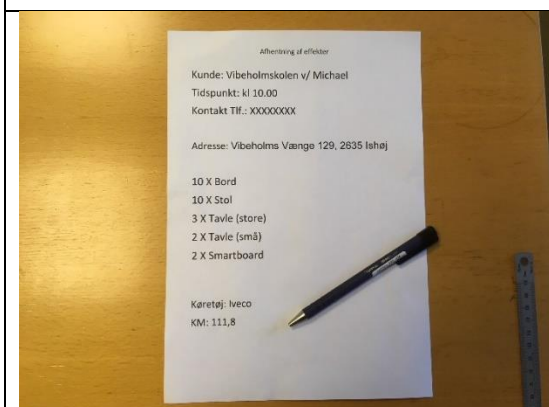 Afhentning af effekter
Kunde: Vibeholmskolen v/ Michael
Tidspunkt: kl 10.00
Kontakt Tlf.: XXXXXXXX
Adresse: Vibeholms Vænge 129, 2635 Ishøj
10 X Bord
10 X Stol
3 X Tavle (store)
2 X Tavle (små)
2 X Smartboard
Køretøj: Iveco
KM: 111,8